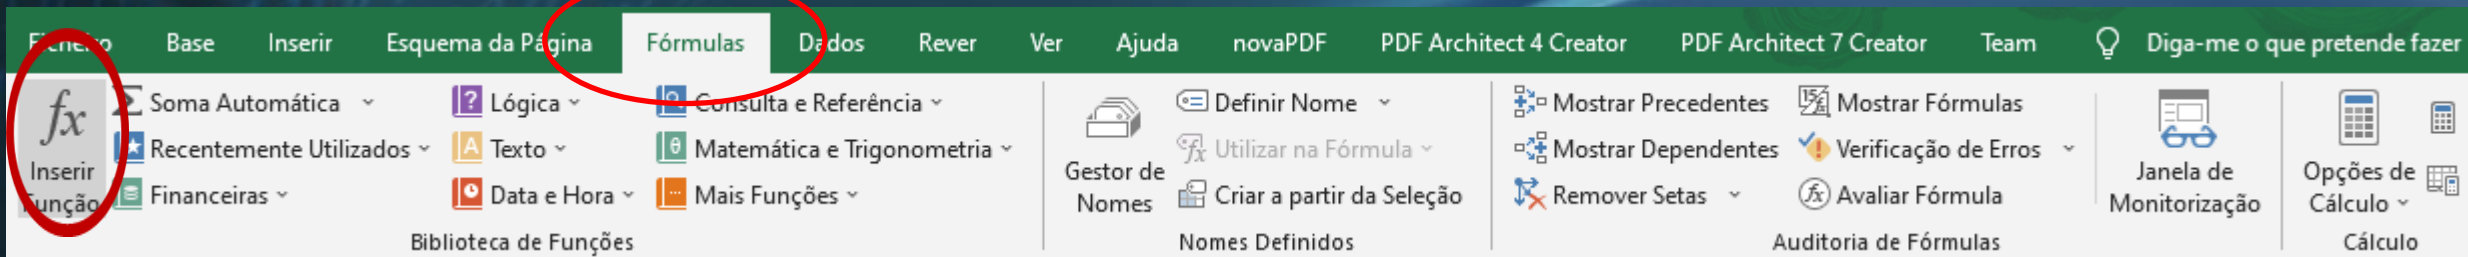 Ficheiro Base Inserir Esquema da Página Fórmulas Dados Rever Ver Ajuda novaPDF PDF Architect 4 Creator PDF Architect 7 Creator Team Diga-me o que pretende fazer
fx Inserir Função
Soma Automática
Recentemente Utilizados
Financeiras
Lógica
Texto
Data e Hora
Consulta e Referência
Matemática e Trigonometria
Mais Funções
Biblioteca de Funções
Gestor de
Nomes
Definir Nome
Utilizar na Fórmula
Criar a partir da Seleção
Nomes Definidos
Mostrar Precedentes
Mostrar Dependentes
Remover Setas
Mostrar Fórmulas
Verificação de Erros
Avaliar Fórmula
Auditoria de Fórmulas
Janela de
Monitorização
Opções de
Cálculo
Cálculo